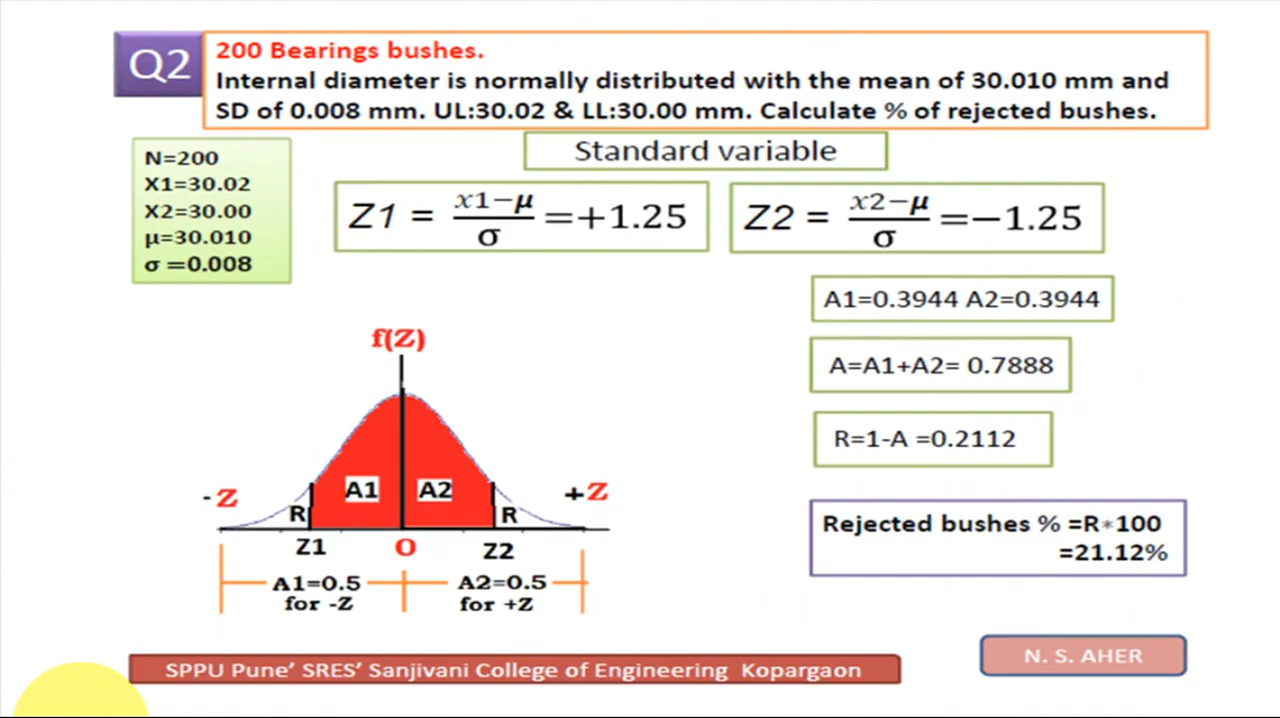 Q2
200 Bearings bushes.
Internal diameter is normally distributed with the mean of 30.010 mm and
SD of 0.008 mm. UL:30.02 & LL:30.00 mm. Calculate % of rejected bushes.
N=200
X1=30.02
X2=30.00
μ=30.010
σ =0.008
Standard variable
Z1 = x1−μ / σ =+1.25
Z2 = x2−μ / σ =−1.25
A1=0.3944 A2=0.3944
A=A1+A2= 0.7888
R=1-A =0.2112
Rejected bushes % =R*100
=21.12%
f(Z)
-Z
R
A1
A2
R
+Z
Z1
O
Z2
A1=0.5
for -Z
A2=0.5
for +Z
SPPU Pune’ SRES’ Sanjivani College of Engineering Kopargaon
N. S. AHER